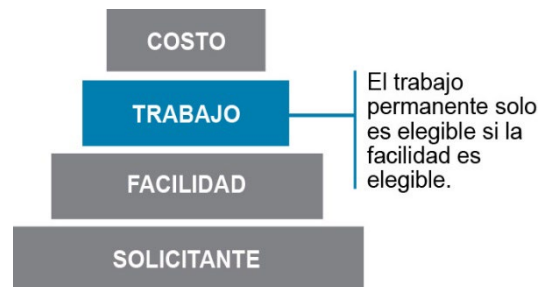 COSTO
TRABAJO
El trabajo
permanente solo
es elegible si la
facilidad es
elegible.
FACILIDAD
SOLICITANTE